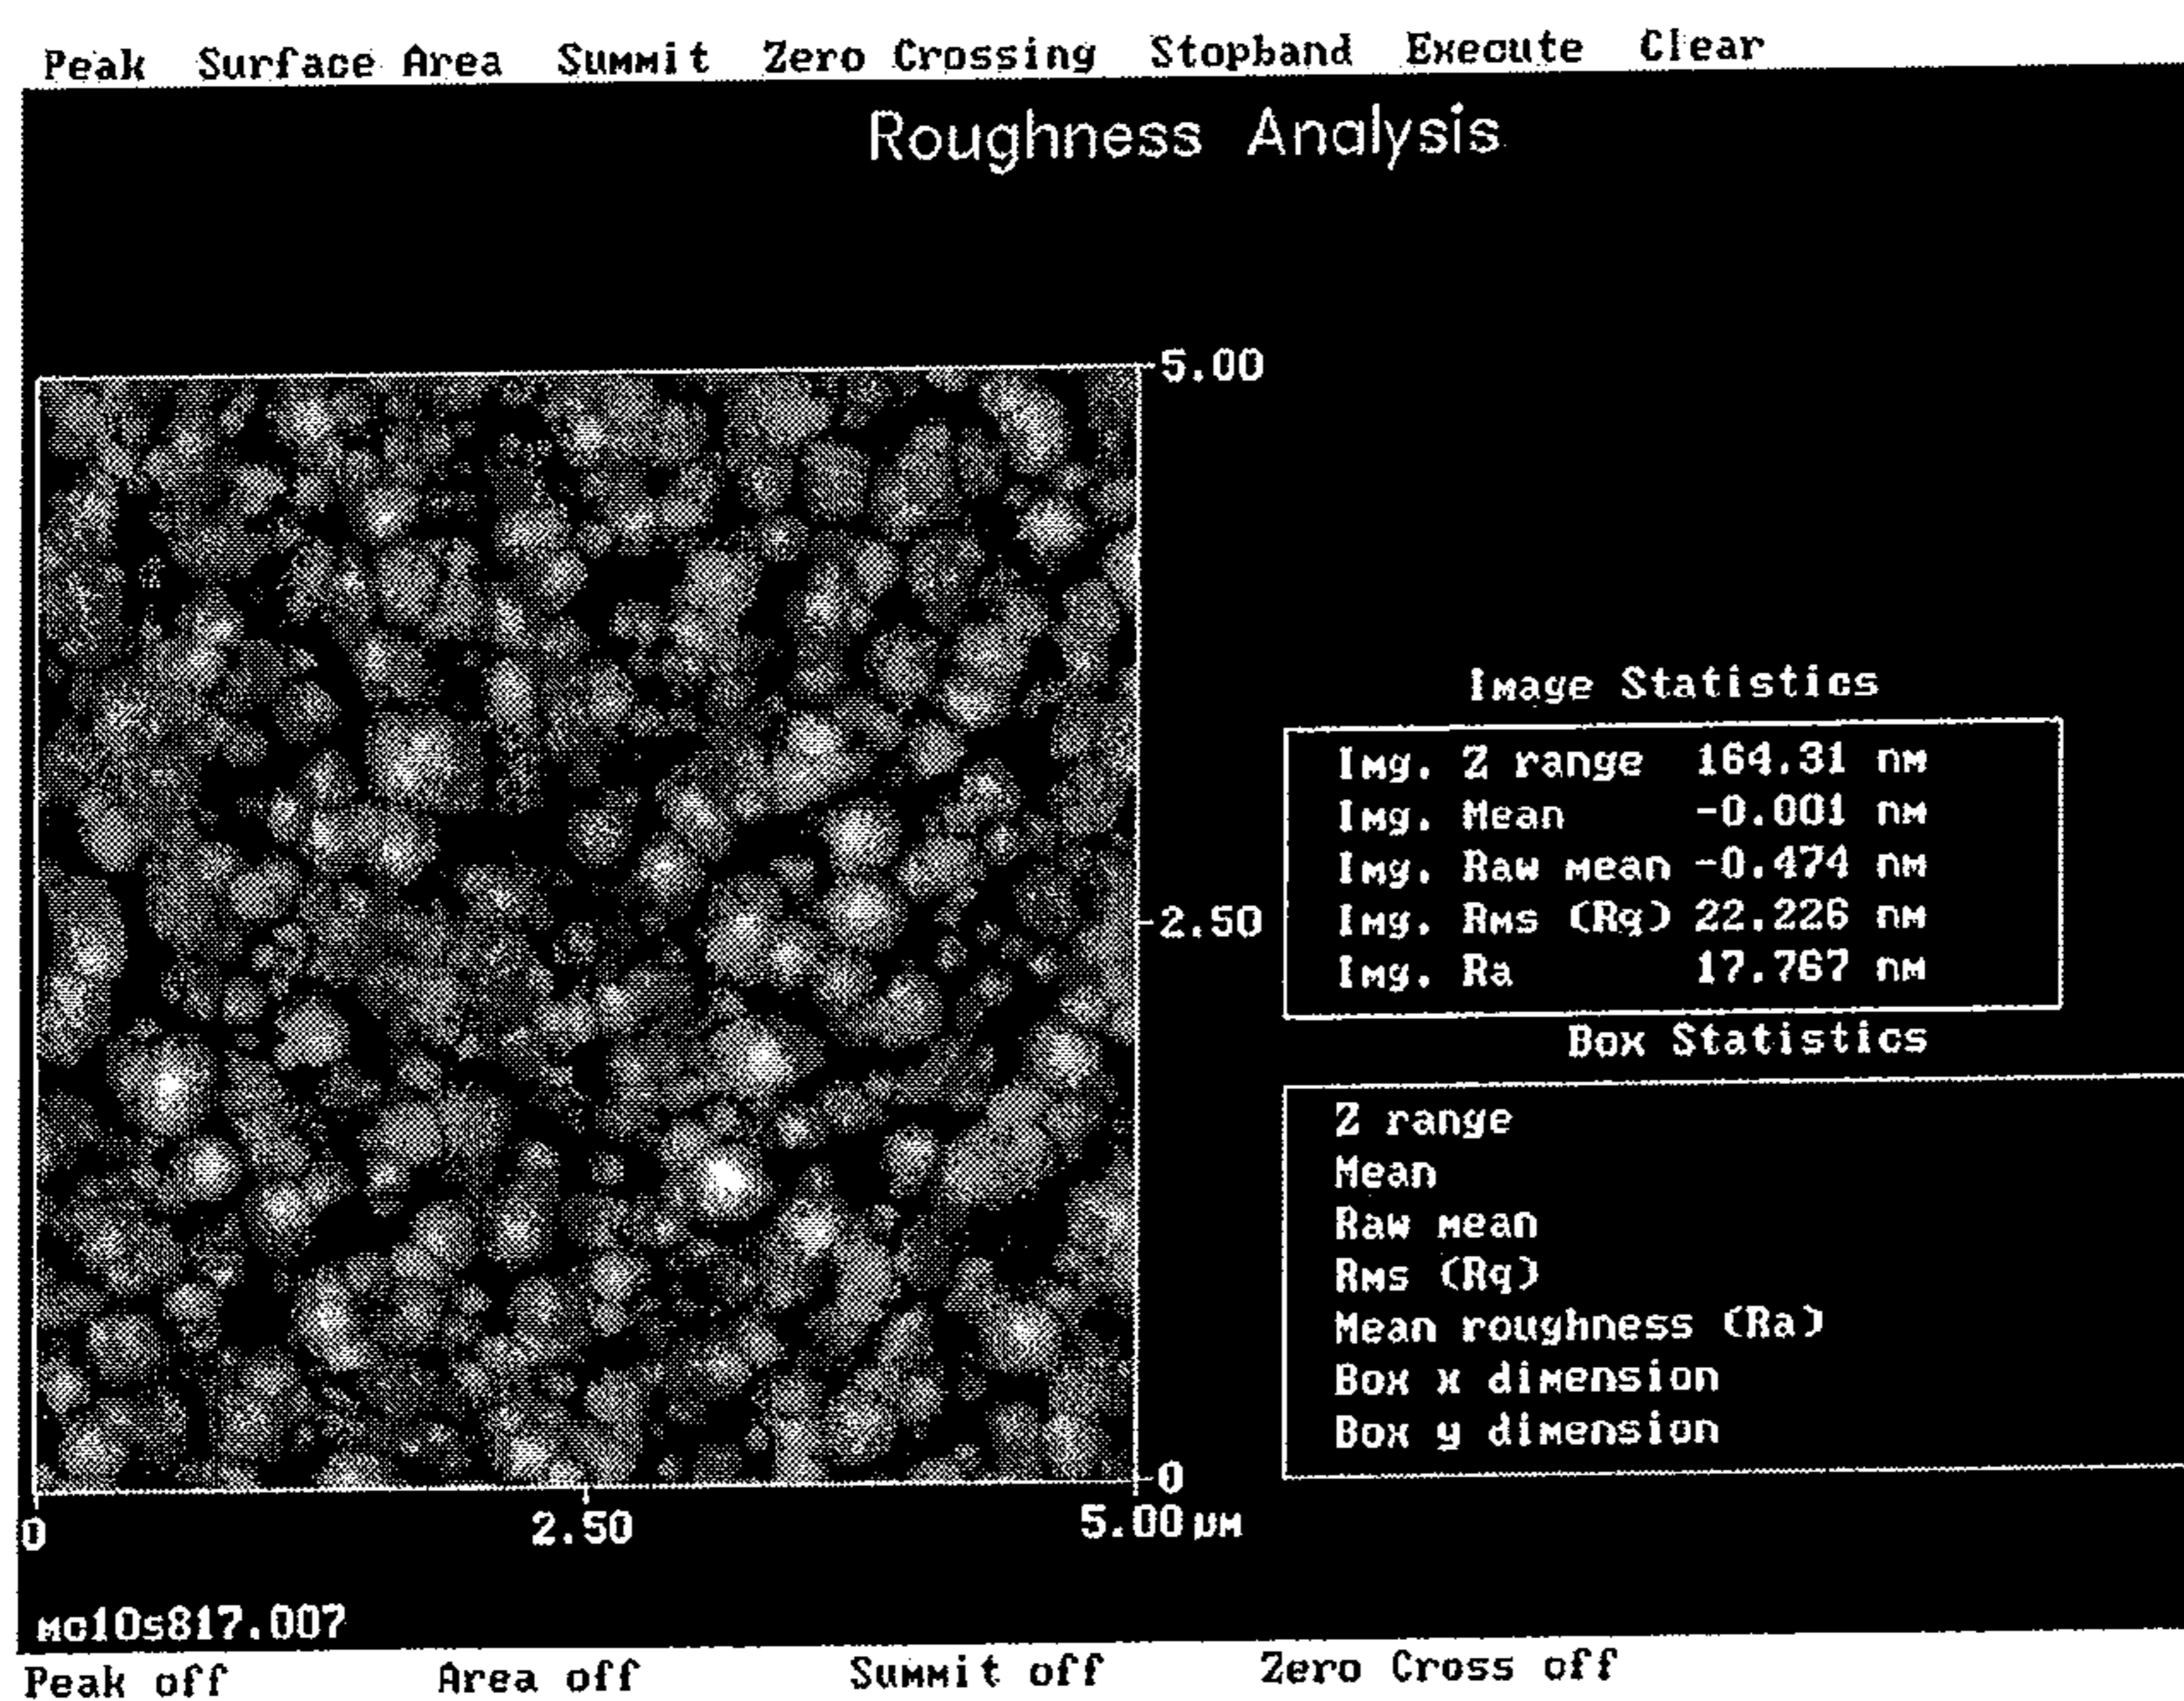 Peak Surface Area Summit Zero Crossing Stopband Execute Clear
Roughness Analysis
5.00
2.50
0
0 2.50 5.00 µM
Image Statistics
Img. Z range 164.31 nm
Img. Mean -0.001 nm
Img. Raw mean -0.474 nm
Img. Rms (Rq) 22.226 nm
Img. Ra 17.767 nm
Box Statistics
Z range
Mean
Raw mean
Rms (Rq)
Mean roughness (Ra)
Box x dimension
Box y dimension
mc10s817.007
Peak off Area off Summit off Zero Cross off